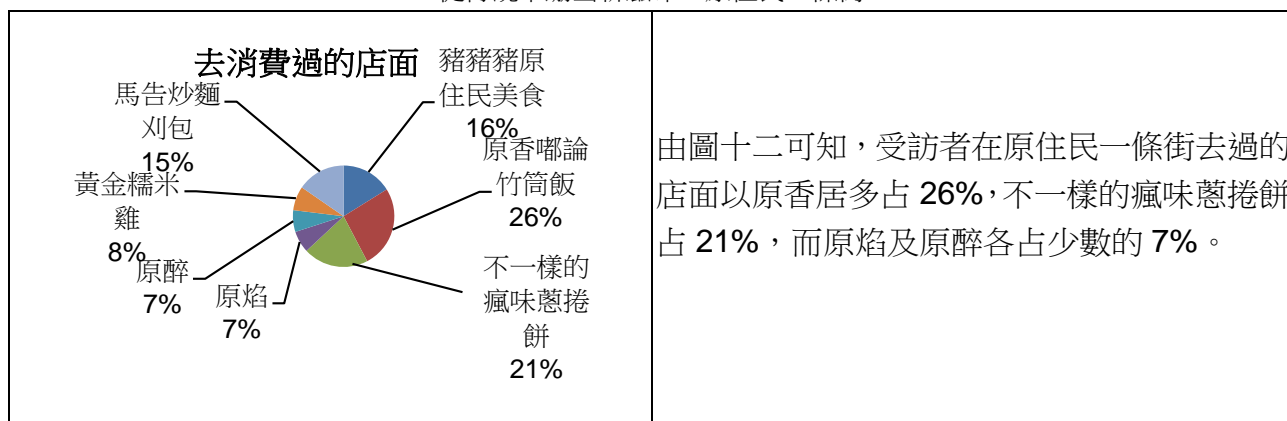 去消費過的店面
豬豬豬原
住民美食
16%
原香嘟論
竹筒飯
26%
不一樣的
瘋味蔥捲
餅
21%
原焰
7%
原醉
7%
黃金糯米
雞
8%
馬告炒麵
刈包
15%
由圖十二可知，受訪者在原住民一條街去過的
店面以原香居多占 26%，不一樣的瘋味蔥捲餅
占 21%，而原焰及原醉各占少數的 7%。